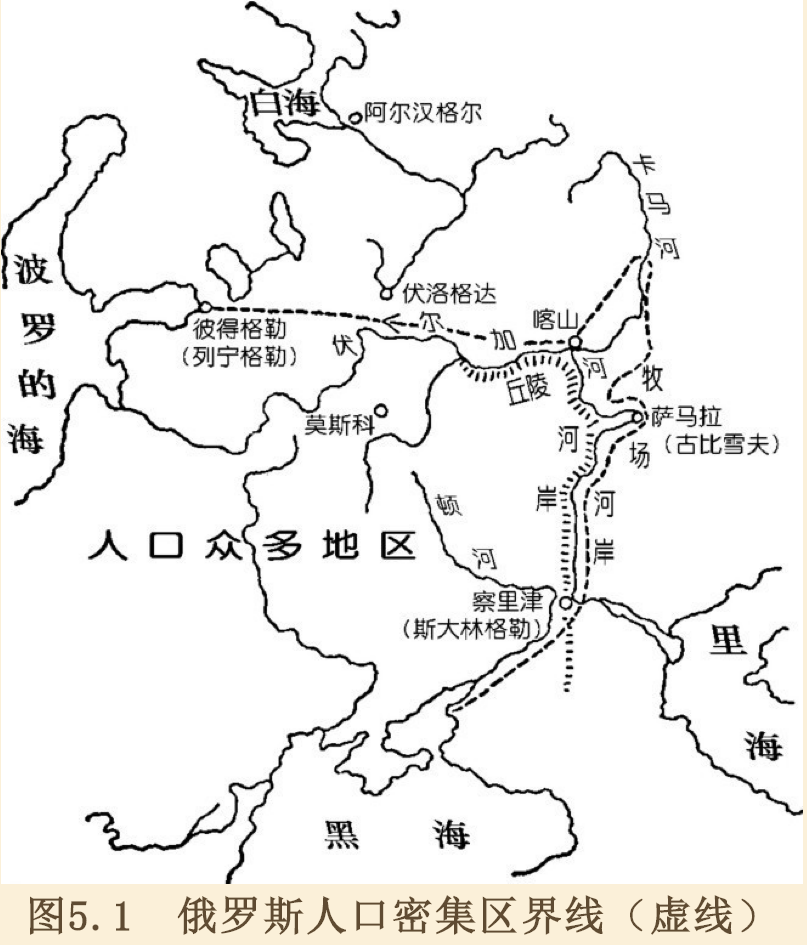 白海
阿尔汉格尔
卡马河
波罗的海
伏洛格达
彼得格勒
(列宁格勒)
伏尔加河
喀山
丘陵河岸
牧场河岸
萨马拉
(古比雪夫)
莫斯科
人口众多地区
顿河
察里津
(斯大林格勒)
里海
黑海
图5.1 俄罗斯人口密集区界线(虚线)